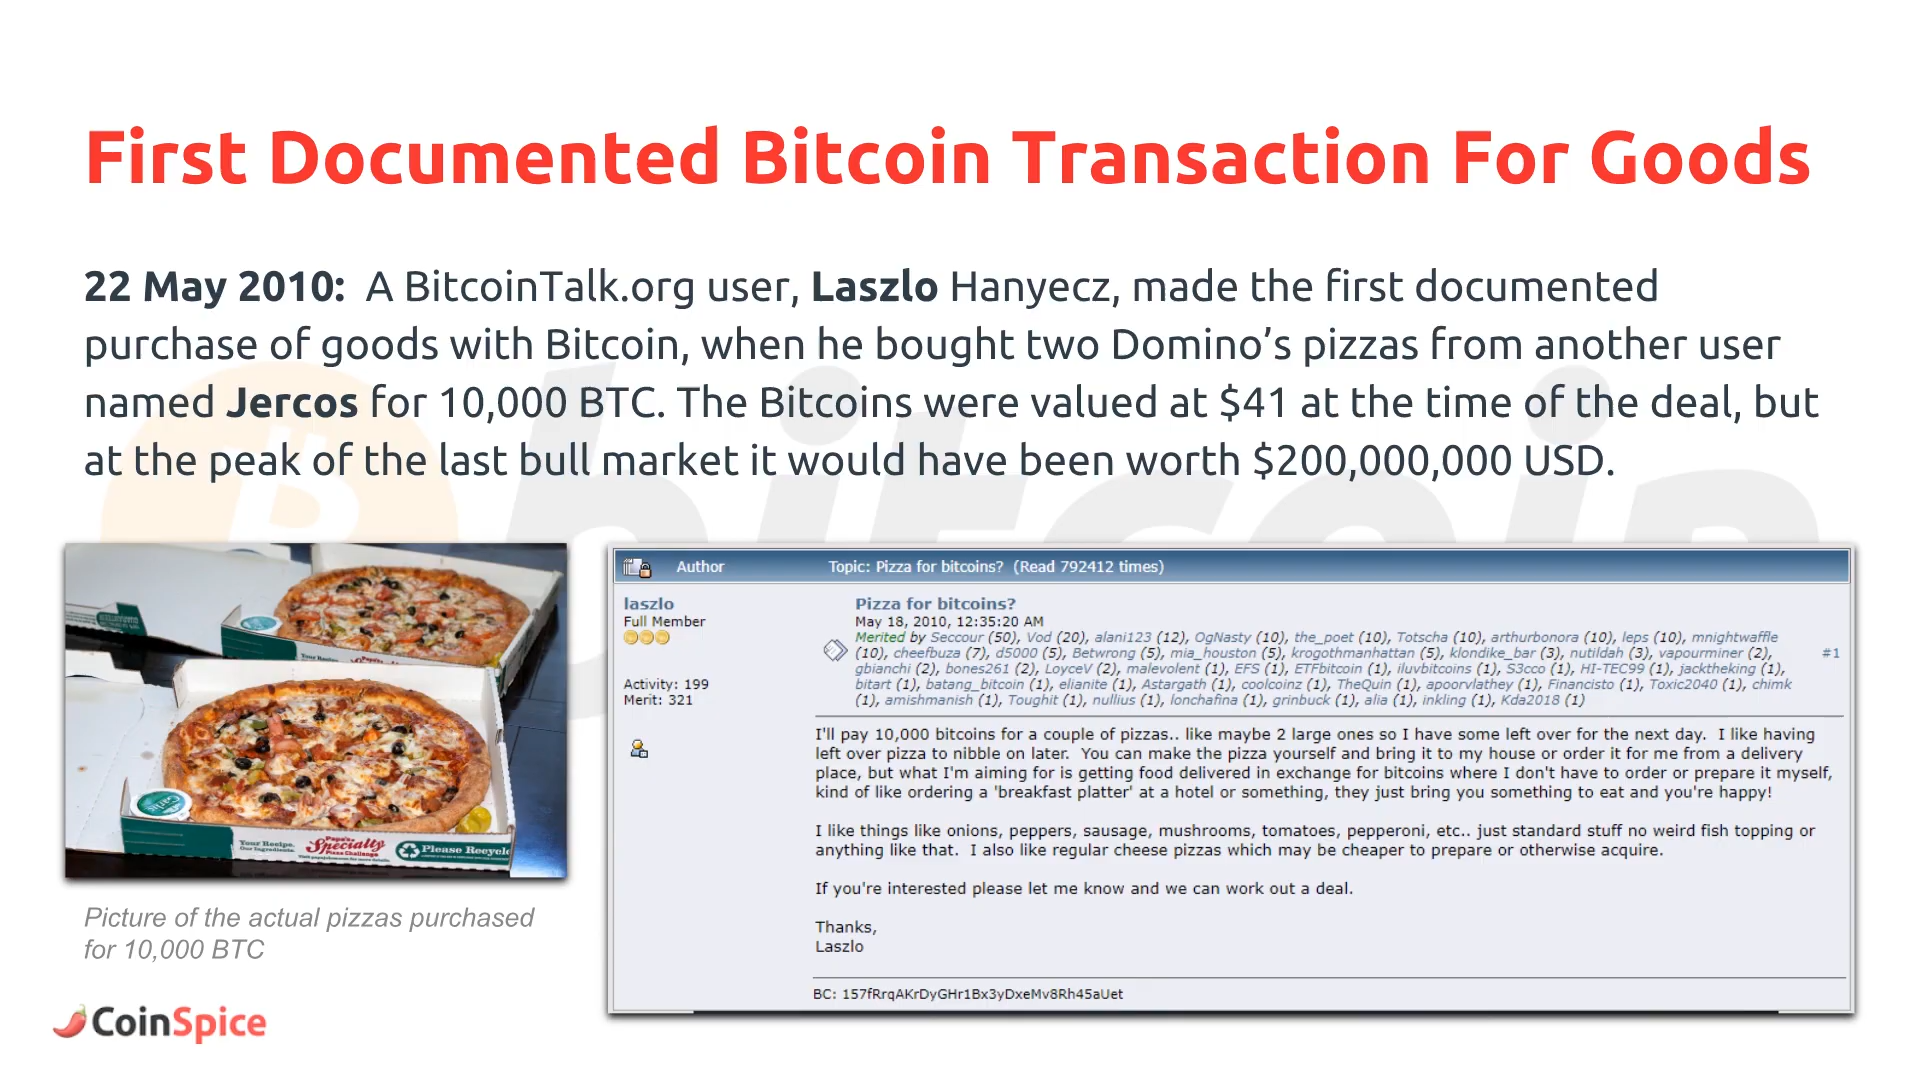 First Documented Bitcoin Transaction For Goods
22 May 2010: A BitcoinTalk.org user, Laszlo Hanyecz, made the first documented
purchase of goods with Bitcoin, when he bought two Domino’s pizzas from another user
named Jercos for 10,000 BTC. The Bitcoins were valued at $41 at the time of the deal, but
at the peak of the last bull market it would have been worth $200,000,000 USD.
bitcoin
Garlic
Your Recipe.
Our Ingredients.
Papa's
Specialty
Pizza Challenge
Please Recycle
Picture of the actual pizzas purchased
for 10,000 BTC
CoinSpice
Author Topic: Pizza for bitcoins? (Read 792412 times)
laszlo
Full Member
Activity: 199
Merit: 321
Pizza for bitcoins?
May 18, 2010, 12:35:20 AM
Merited by Seccour (50), Vod (20), alani123 (12), OgNasty (10), the_poet (10), Totscha (10), arthurbonora (10), leps (10), mnightwaffle
(10), cheefbuza (7), d5000 (5), Betwrong (5), mia_houston (5), krogothmanhattan (5), klondike_bar (3), nutildah (3), vapourminer (2),
gbianchi (2), bones261 (2), LoyceV (2), malevolent (1), EFS (1), ETFbitcoin (1), iluvbitcoins (1), S3cco (1), HI-TEC99 (1), jacktheking (1),
bitart (1), batang_bitcoin (1), elianite (1), Astargath (1), coolcoinz (1), TheQuin (1), apoorvlathey (1), Financisto (1), Toxic2040 (1), chimk
(1), amishmanish (1), Toughit (1), nullius (1), lonchafina (1), grinbuck (1), alia (1), inkling (1), Kda2018 (1)
#1
I'll pay 10,000 bitcoins for a couple of pizzas.. like maybe 2 large ones so I have some left over for the next day. I like having
left over pizza to nibble on later. You can make the pizza yourself and bring it to my house or order it for me from a delivery
place, but what I'm aiming for is getting food delivered in exchange for bitcoins where I don't have to order or prepare it myself,
kind of like ordering a 'breakfast platter' at a hotel or something, they just bring you something to eat and you're happy!
I like things like onions, peppers, sausage, mushrooms, tomatoes, pepperoni, etc.. just standard stuff no weird fish topping or
anything like that. I also like regular cheese pizzas which may be cheaper to prepare or otherwise acquire.
If you're interested please let me know and we can work out a deal.
Thanks,
Laszlo
BC: 157fRrqAKrDyGHr1Bx3yDxeMv8Rh45aUet